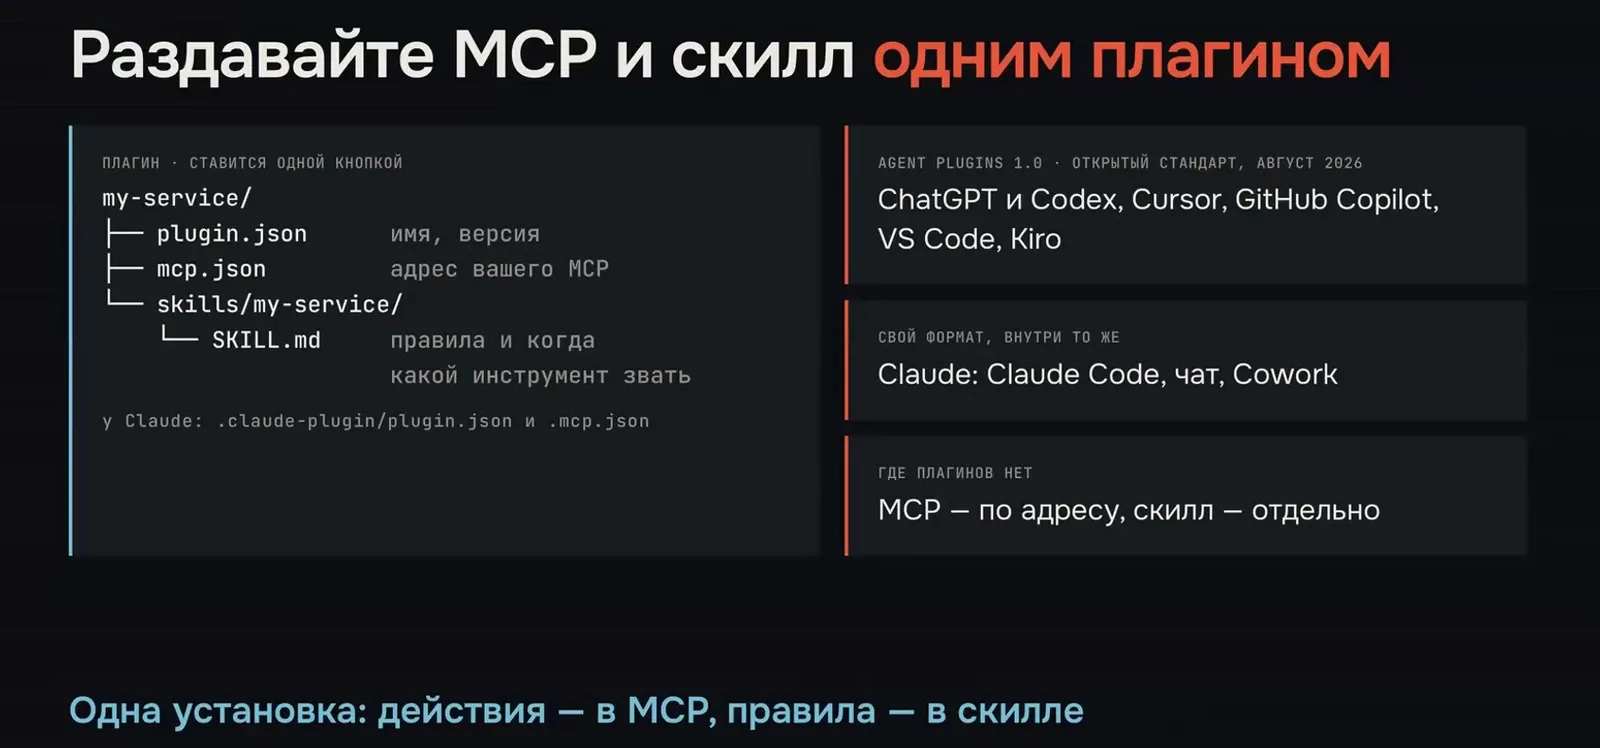 Раздавайте MCP и скилл одним плагином
ПЛАГИН · СТАВИТСЯ ОДНОЙ КНОПКОЙ
my-service/
├── plugin.json имя, версия
├── mcp.json адрес вашего MCP
└── skills/my-service/
└── SKILL.md правила и когда
какой инструмент звать
у Claude: .claude-plugin/plugin.json и .mcp.json
AGENT PLUGINS 1.0 · ОТКРЫТЫЙ СТАНДАРТ, АВГУСТ 2026
ChatGPT и Codex, Cursor, GitHub Copilot,
VS Code, Kiro
СВОЙ ФОРМАТ, ВНУТРИ ТО ЖЕ
Claude: Claude Code, чат, Cowork
ГДЕ ПЛАГИНОВ НЕТ
MCP — по адресу, скилл — отдельно
Одна установка: действия — в MCP, правила — в скилле